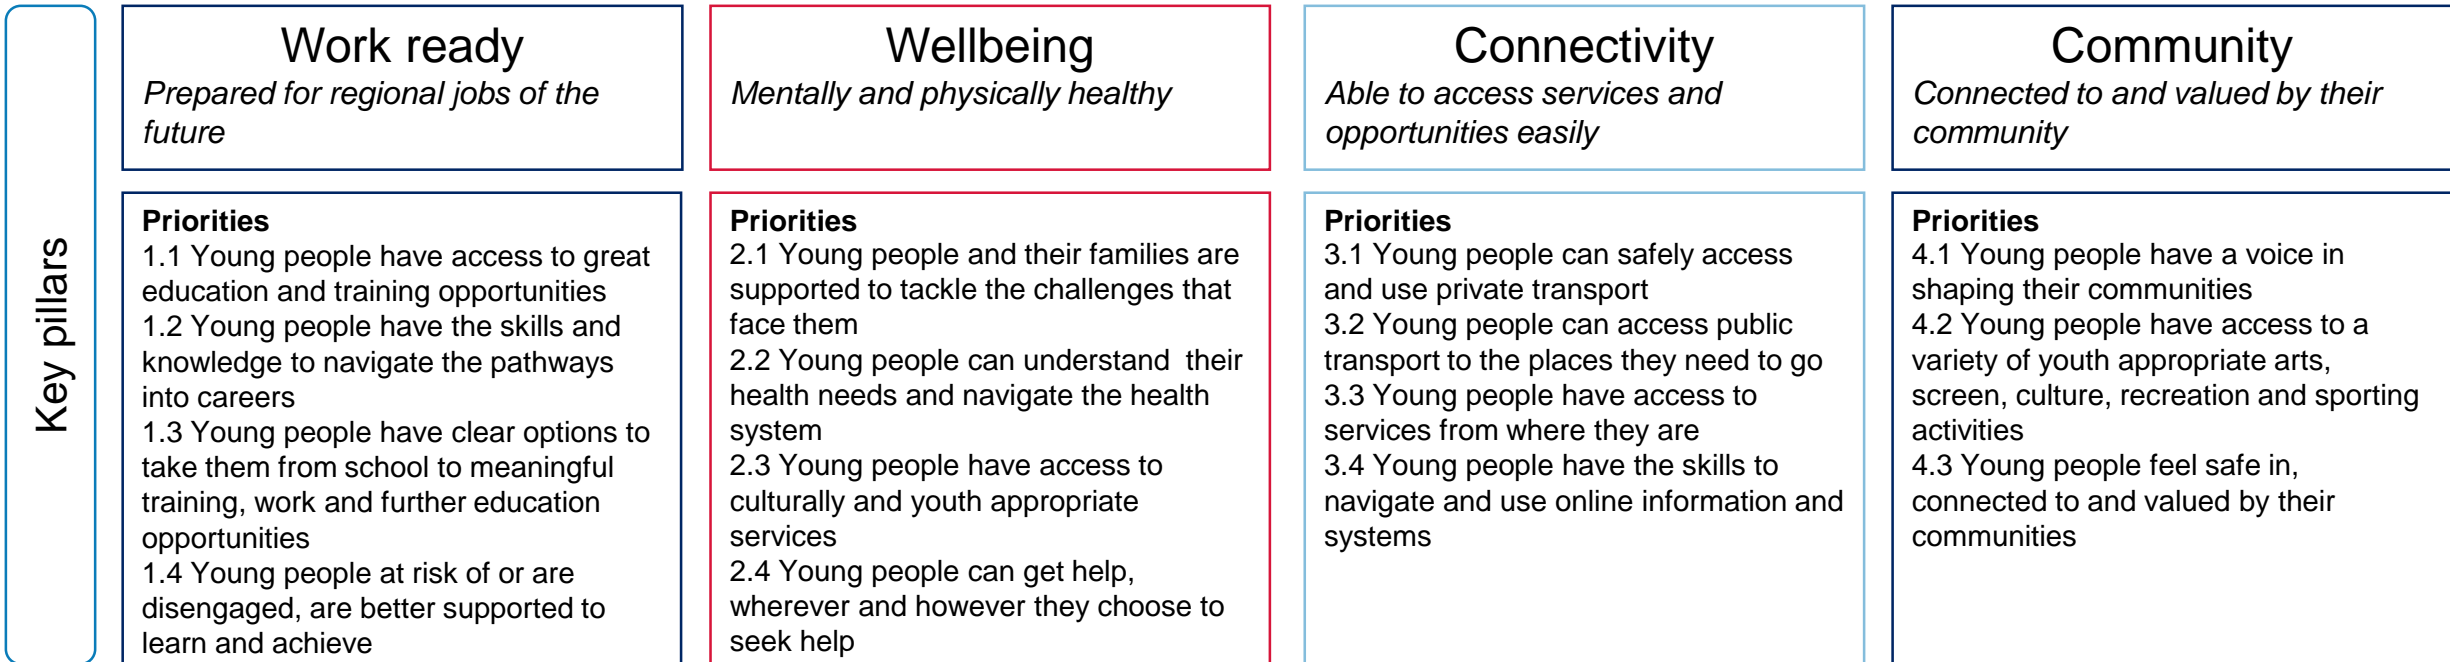 Key pillars
Work ready
Prepared for regional jobs of the
future
Priorities
1.1 Young people have access to great
education and training opportunities
1.2 Young people have the skills and
knowledge to navigate the pathways
into careers
1.3 Young people have clear options to
take them from school to meaningful
training, work and further education
opportunities
1.4 Young people at risk of or are
disengaged, are better supported to
learn and achieve
Wellbeing
Mentally and physically healthy
Priorities
2.1 Young people and their families are
supported to tackle the challenges that
face them
2.2 Young people can understand  their
health needs and navigate the health
system
2.3 Young people have access to
culturally and youth appropriate
services
2.4 Young people can get help,
wherever and however they choose to
seek help
Connectivity
Able to access services and
opportunities easily
Priorities
3.1 Young people can safely access
and use private transport
3.2 Young people can access public
transport to the places they need to go
3.3 Young people have access to
services from where they are
3.4 Young people have the skills to
navigate and use online information and
systems
Community
Connected to and valued by their
community
Priorities
4.1 Young people have a voice in
shaping their communities
4.2 Young people have access to a
variety of youth appropriate arts,
screen, culture, recreation and sporting
activities
4.3 Young people feel safe in,
connected to and valued by their
communities